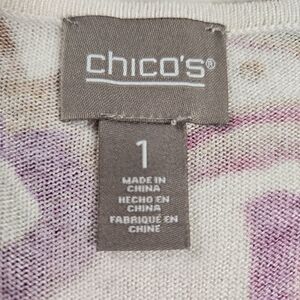 chico's®
1
MADE IN
CHINA
HECHO EN
CHINA
FABRIQUÉ EN
CHINE